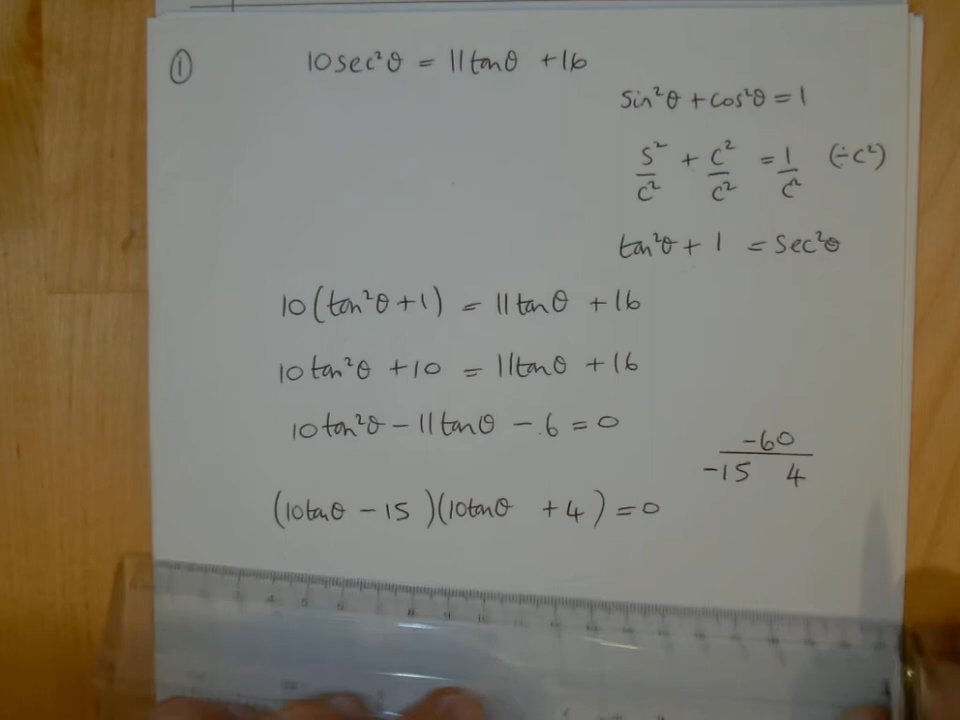 ① 10sec²θ = 11tanθ + 16
sin²θ + cos²θ = 1
s²/c² + c²/c² = 1/c² (÷c²)
tan²θ + 1 = sec²θ
10(tan²θ + 1) = 11tanθ + 16
10tan²θ + 10 = 11tanθ + 16
10tan²θ - 11tanθ - 6 = 0
-60
-15 4
(10tanθ - 15)(10tanθ + 4) = 0